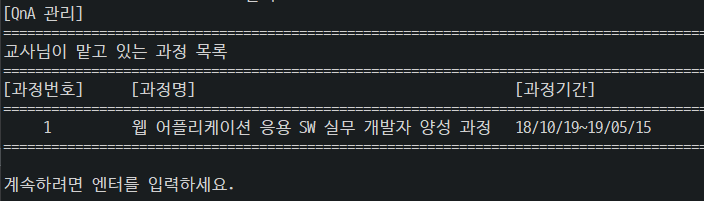 [QnA 관리]
================================================================================
교사님이 맡고 있는 과정 목록
================================================================================
[과정번호] [과정명] [과정기간]
================================================================================
1 웹 어플리케이션 응용 SW 실무 개발자 양성 과정 18/10/19~19/05/15
================================================================================
계속하려면 엔터를 입력하세요.